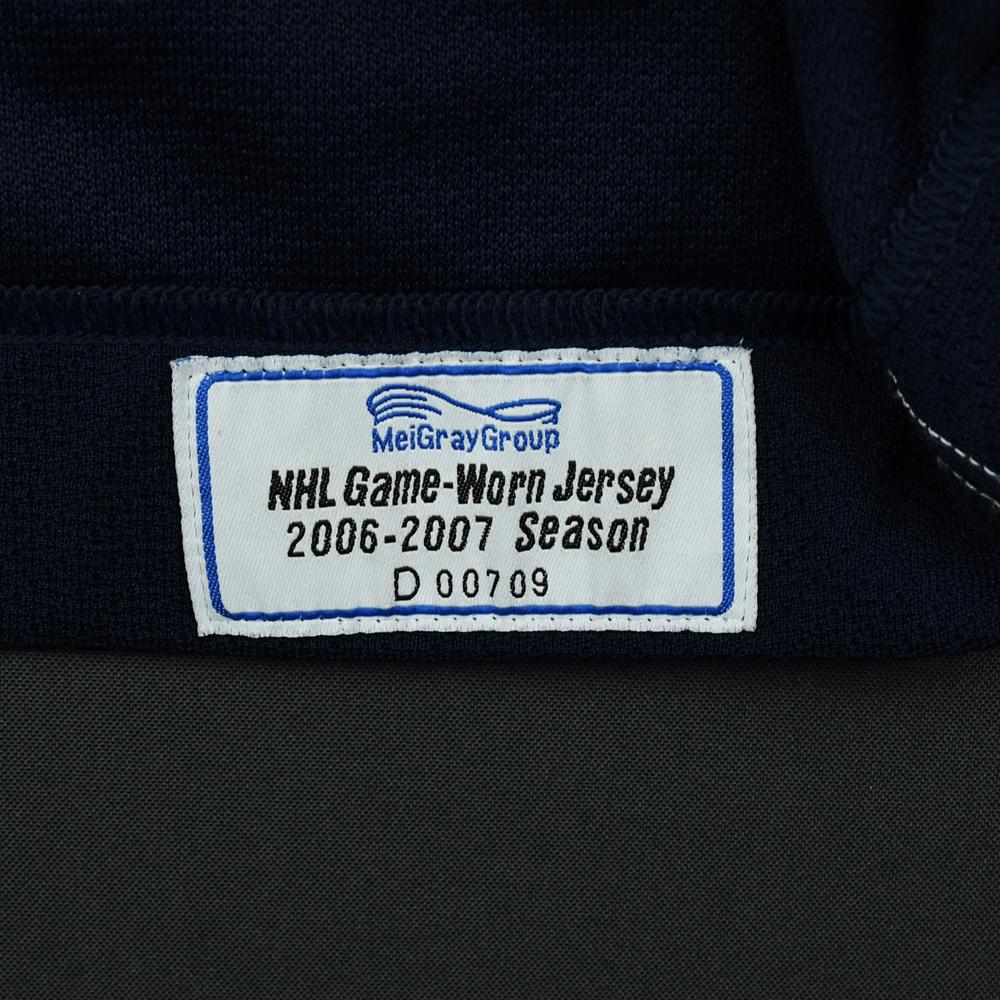 MeiGrayGroup
NHL Game-Worn Jersey
2006-2007 Season
D 00709